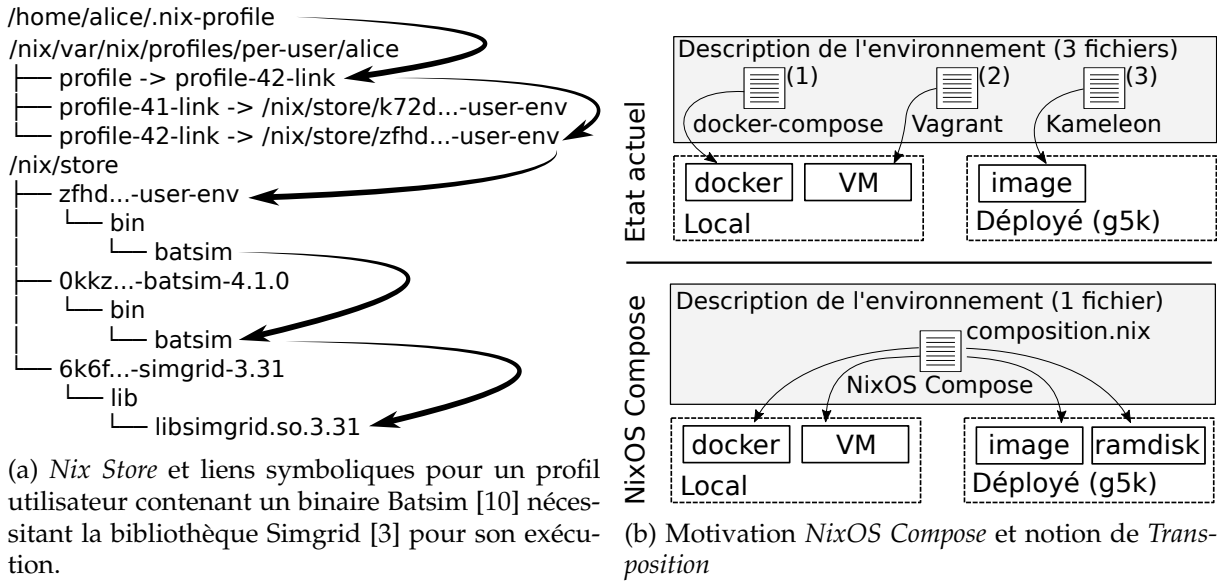 /home/alice/.nix-profile
/nix/var/nix/profiles/per-user/alice
profile -> profile-42-link
profile-41-link -> /nix/store/k72d...-user-env
profile-42-link -> /nix/store/zfhd...-user-env
/nix/store
zfhd...-user-env
bin
batsim
0kkz...-batsim-4.1.0
bin
batsim
6k6f...-simgrid-3.31
lib
libsimgrid.so.3.31
(a) Nix Store et liens symboliques pour un profil
utilisateur contenant un binaire Batsim [10] néces-
sitant la bibliothèque Simgrid [3] pour son exécu-
tion.
Etat actuel
Description de l'environnement (3 fichiers)
(1) (2) (3)
docker-compose Vagrant Kameleon
docker VM image
Local Déployé (g5k)
NixOS Compose
Description de l'environnement (1 fichier)
composition.nix
NixOS Compose
docker VM image ramdisk
Local Déployé (g5k)
(b) Motivation NixOS Compose et notion de Trans-
position